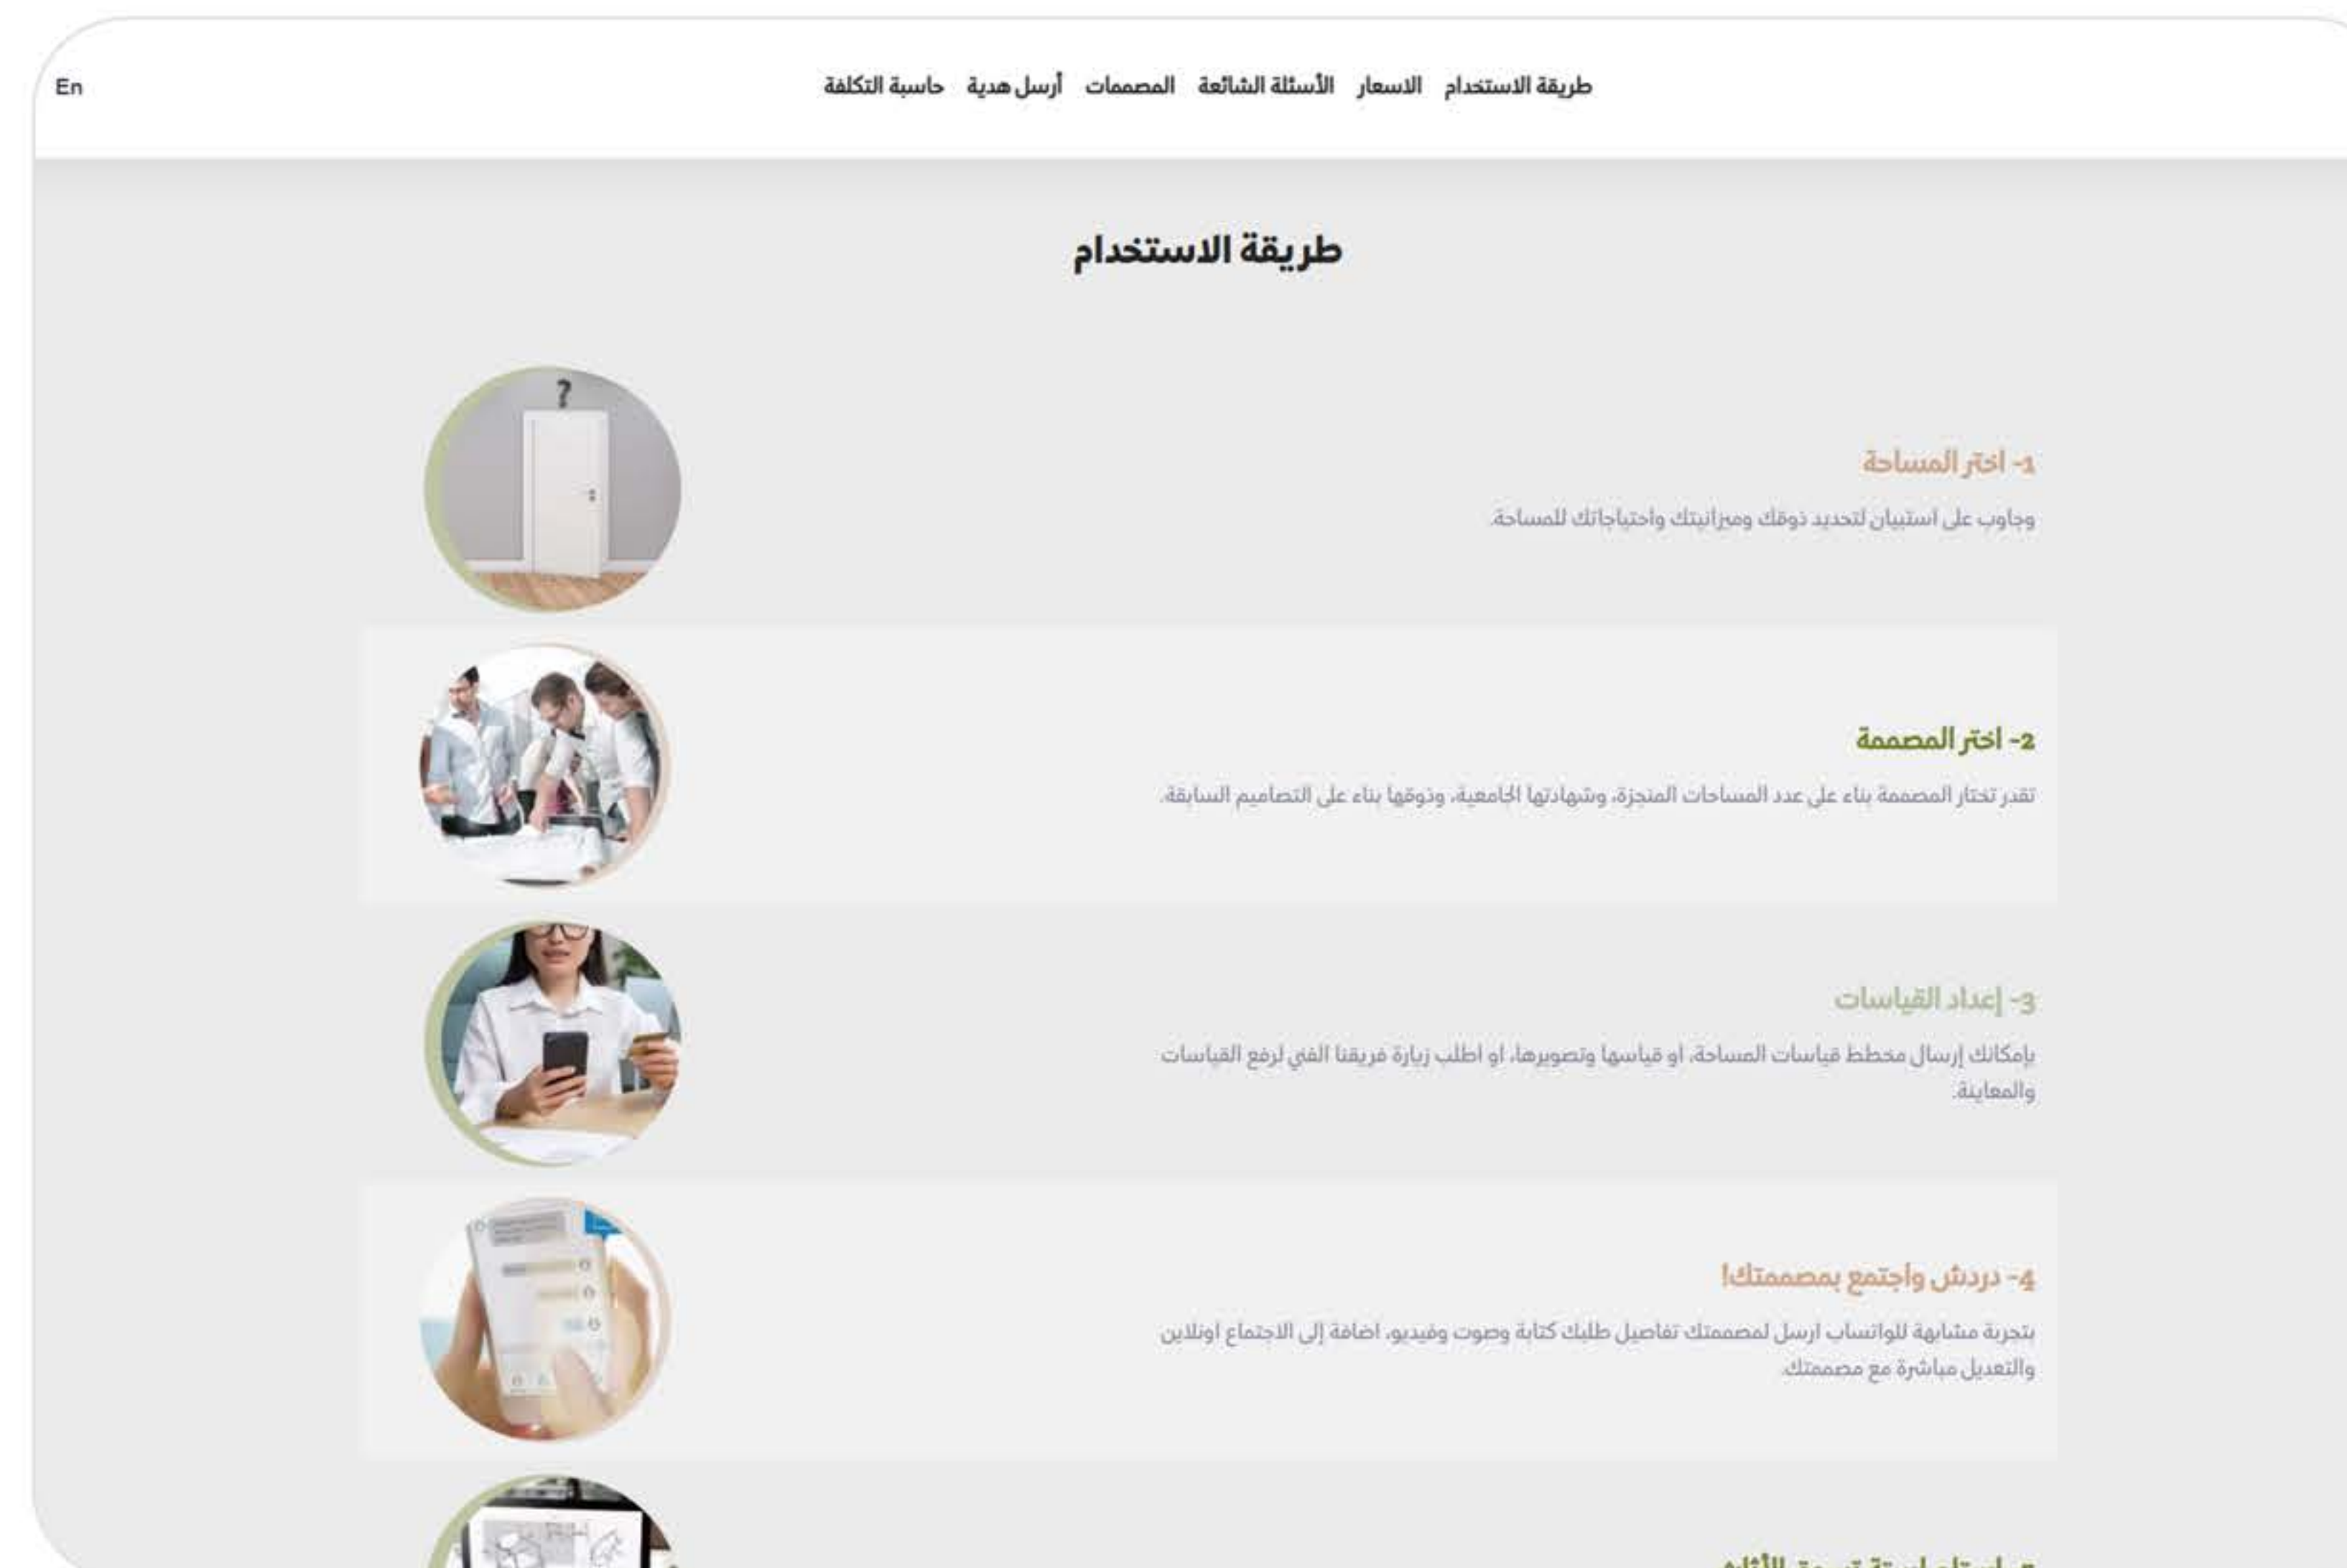 طريقة الاستخدام الاسعار الأسئلة الشائعة المصممات أرسل هدية حاسبة التكلفة En
طريقة الاستخدام
?
1- اختر المساحة
وجاوب على استبيان لتحديد ذوقك وميزانيتك واحتياجاتك للمساحة.
2- اختر المصممة
تقدر تختار المصممة بناء على عدد المساحات المنجزة، وشهادتها الجامعية، وذوقها بناء على التصاميم السابقة.
3- إعداد القياسات
بإمكانك إرسال مخطط قياسات المساحة، او قياسها وتصويرها، او اطلب زيارة فريقنا الفني لرفع القياسات
والمعاينة.
4- دردش وأجتمع بمصممتك!
بتجربة مشابهة للواتساب ارسل لمصممتك تفاصيل طلبك كتابة وصوت وفيديو، اضافة إلى الاجتماع اونلاين
والتعديل مباشرة مع مصممتك.